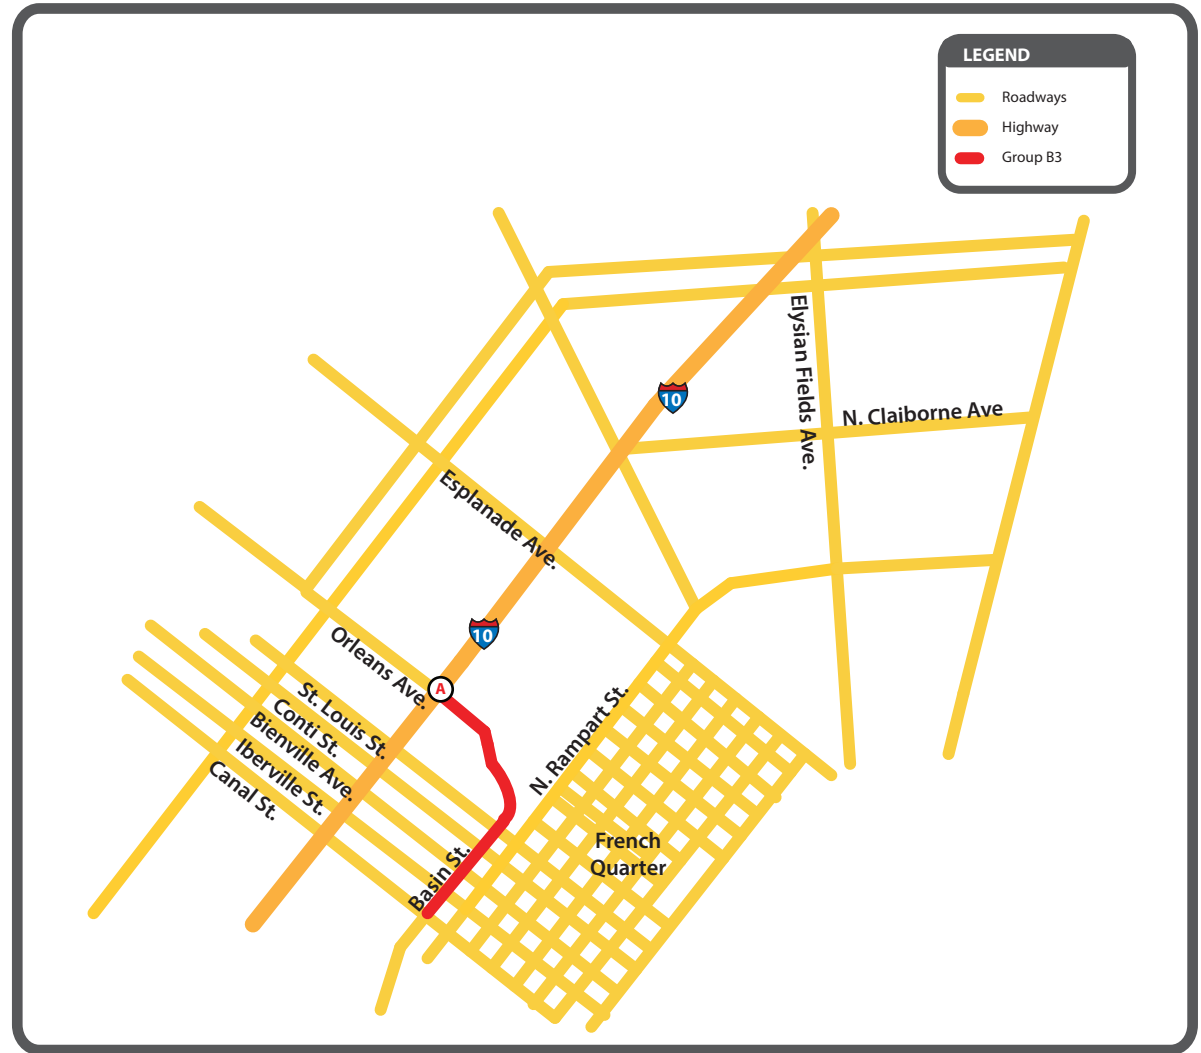 LEGEND
Roadways
Highway
Group B3
Elysian Fields Ave.
10
N. Claiborne Ave
Esplanade Ave.
10
Orleans Ave.
A
St. Louis St.
Conti St.
Bienville Ave.
Iberville St.
Canal St.
N. Rampart St.
French
Quarter
Basin St.